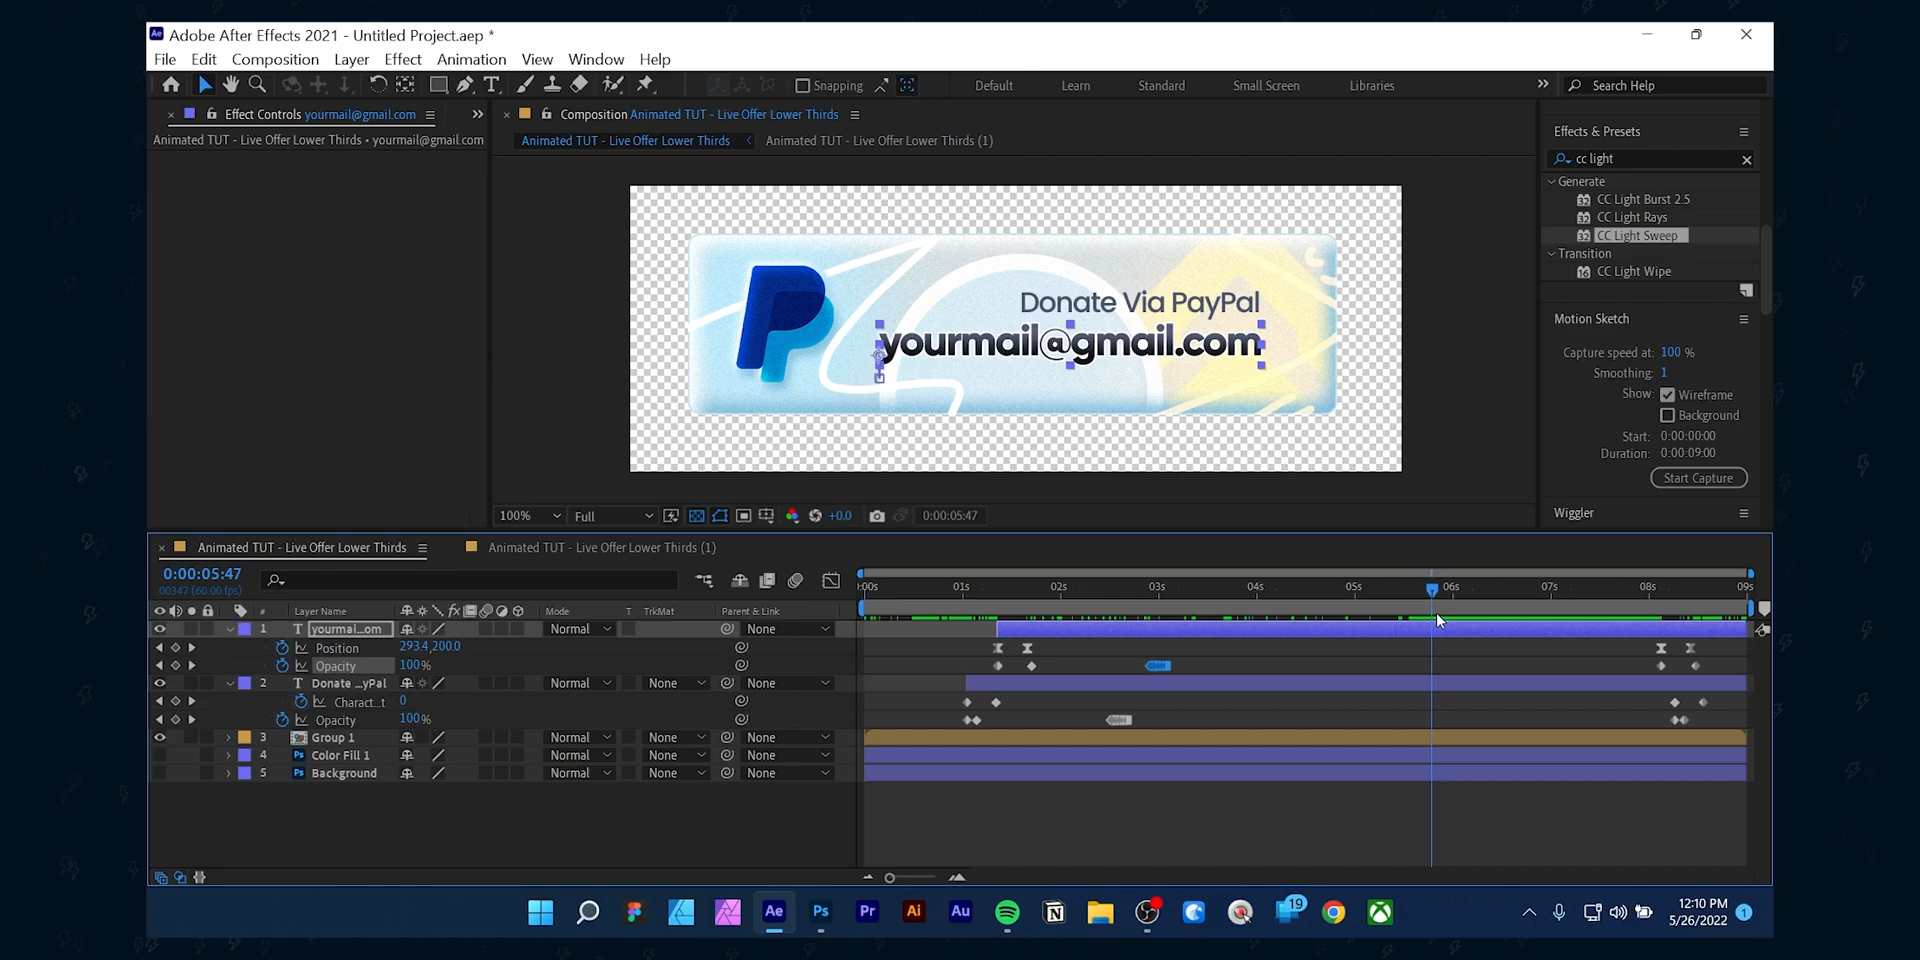 Adobe After Effects 2021 - Untitled Project.aep *
File Edit Composition Layer Effect Animation View Window Help
Snapping Default Learn Standard Small Screen Libraries Search Help
Effect Controls yourmail@gmail.com
Animated TUT - Live Offer Lower Thirds • yourmail@gmail.com
Composition Animated TUT - Live Offer Lower Thirds
Animated TUT - Live Offer Lower Thirds Animated TUT - Live Offer Lower Thirds (1)
Donate Via PayPal
yourmail@gmail.com
100% Full +0.0 0:00:05:47
Effects & Presets
cc light
Generate
CC Light Burst 2.5
CC Light Rays
CC Light Sweep
Transition
CC Light Wipe
Motion Sketch
Capture speed at: 100 %
Smoothing: 1
Show: Wireframe
Background
Start: 0:00:00:00
Duration: 0:00:09:00
Start Capture
Wiggler
Animated TUT - Live Offer Lower Thirds Animated TUT - Live Offer Lower Thirds (1)
0:00:05:47
00347 (60.00 fps)
:00s 01s 02s 03s 04s 05s 06s 07s 08s 09s
# Layer Name fx Mode T TrkMat Parent & Link
1 T yourmai...om Normal None
Position 293.4,200.0
Opacity 100%
2 T Donate ...yPal Normal None None
Charact...t 0
Opacity 100%
3 Group 1 Normal None None
4 Ps Color Fill 1 Normal None None
5 Ps Background Normal None None
Ae Ps Pr Ai Au 19
12:10 PM
5/26/2022 1